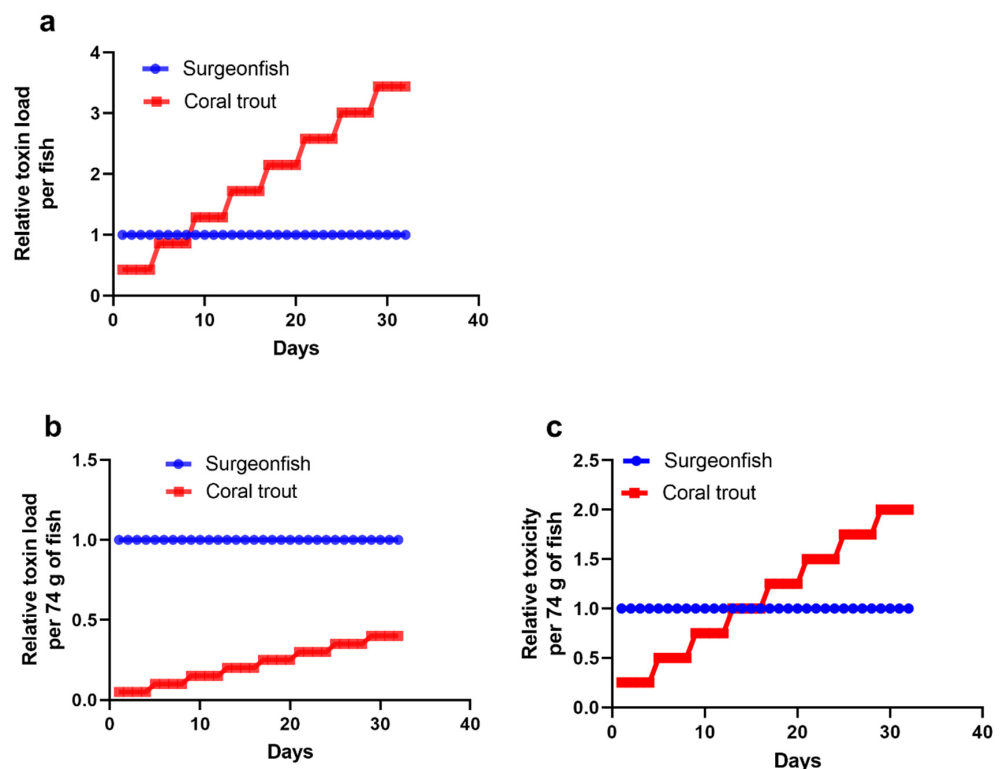 a
Relative toxin load
per fish
4
3
2
1
0
Surgeonfish
Coral trout
0 10 20 30 40
Days
b
Relative toxin load
per 74 g of fish
1.5
1.0
0.5
0.0
Surgeonfish
Coral trout
0 10 20 30 40
Days
c
Relative toxicity
per 74 g of fish
2.5
2.0
1.5
1.0
0.5
0.0
Surgeonfish
Coral trout
0 10 20 30 40
Days